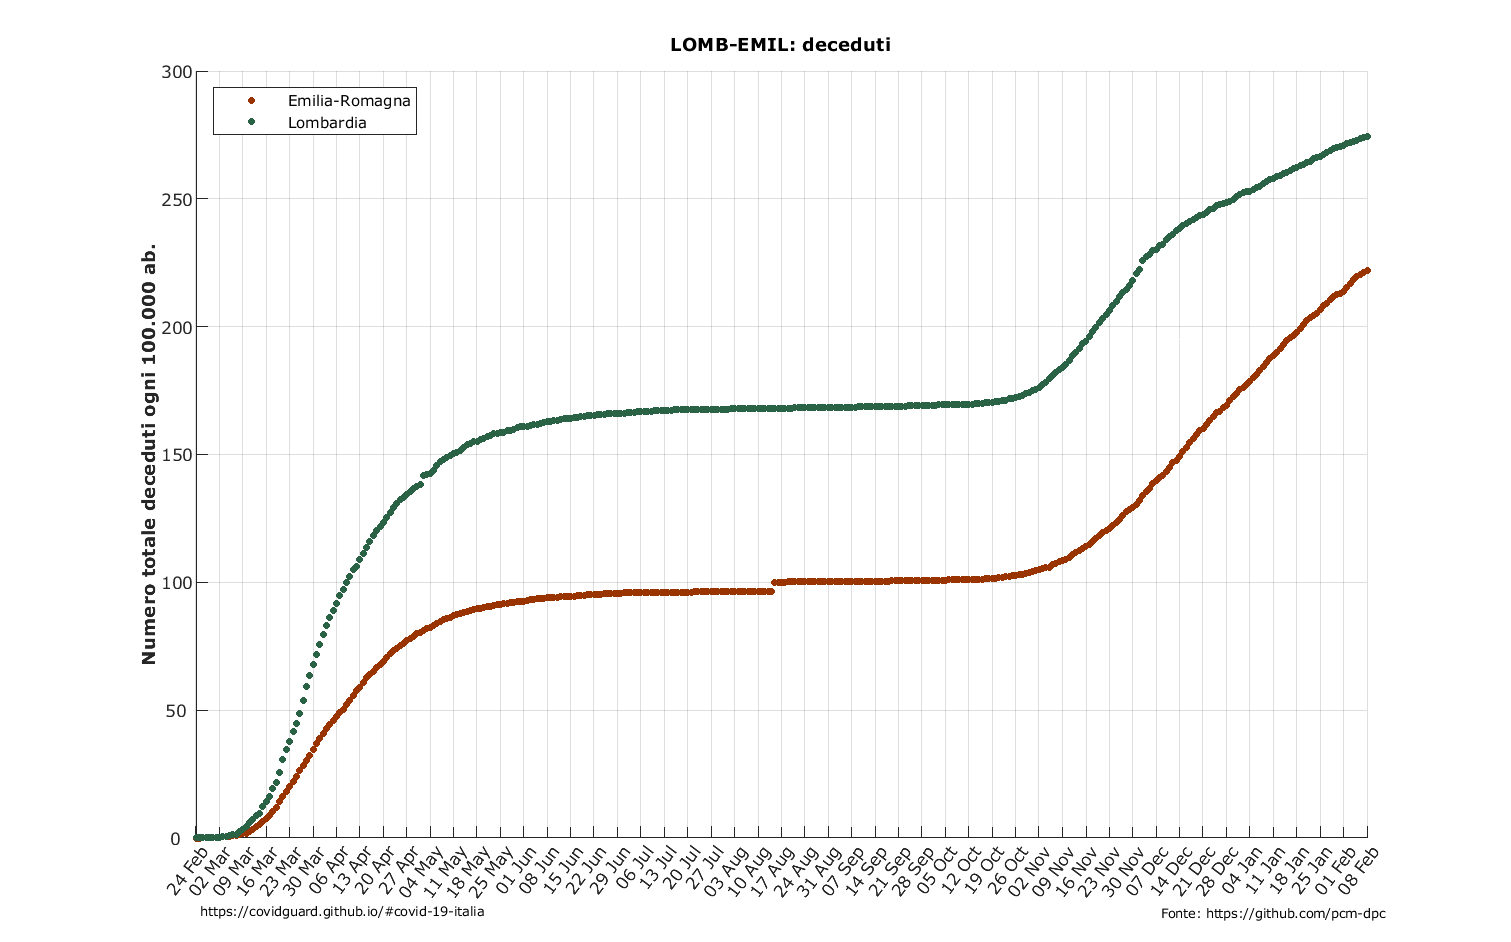 LOMB-EMIL: deceduti
Numero totale deceduti ogni 100.000 ab.
300
250
200
150
100
50
0
Emilia-Romagna
Lombardia
24 Feb
02 Mar
09 Mar
16 Mar
23 Mar
30 Mar
06 Apr
13 Apr
20 Apr
27 Apr
04 May
11 May
18 May
25 May
01 Jun
08 Jun
15 Jun
22 Jun
29 Jun
06 Jul
13 Jul
20 Jul
27 Jul
03 Aug
10 Aug
17 Aug
24 Aug
31 Aug
07 Sep
14 Sep
21 Sep
28 Sep
05 Oct
12 Oct
19 Oct
26 Oct
02 Nov
09 Nov
16 Nov
23 Nov
30 Nov
07 Dec
14 Dec
21 Dec
28 Dec
04 Jan
11 Jan
18 Jan
25 Jan
01 Feb
08 Feb
https://covidguard.github.io/#covid-19-italia
Fonte: https://github.com/pcm-dpc